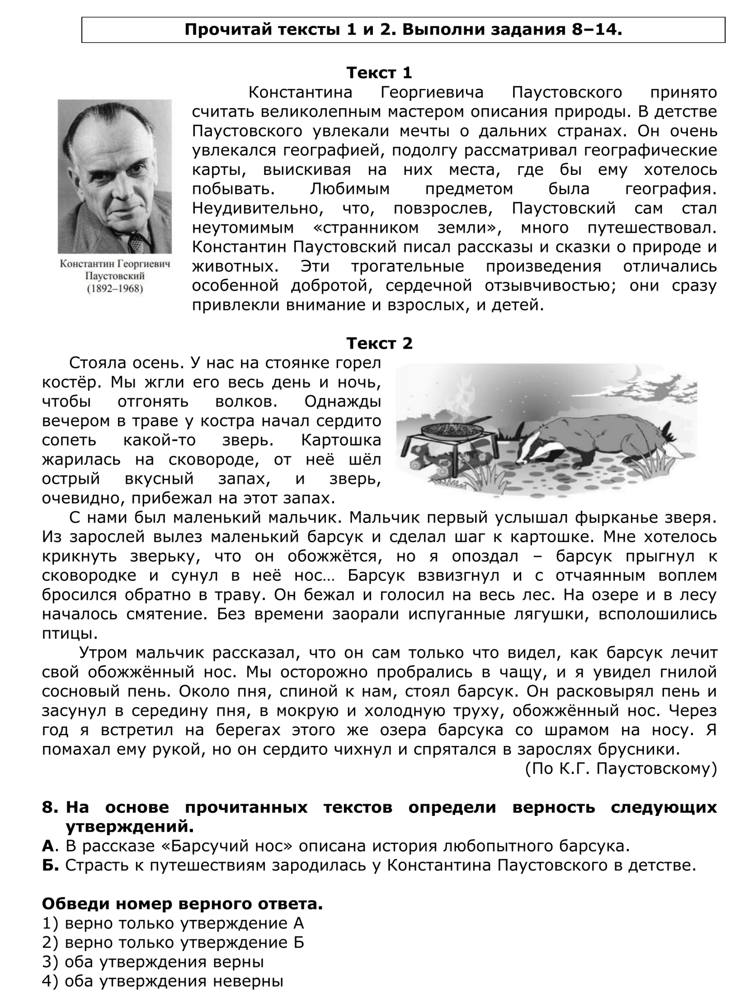 Прочитай тексты 1 и 2. Выполни задания 8–14.
Текст 1
Константина Георгиевича Паустовского принято
считать великолепным мастером описания природы. В детстве
Паустовского увлекали мечты о дальних странах. Он очень
увлекался географией, подолгу рассматривал географические
карты, выискивая на них места, где бы ему хотелось
побывать. Любимым предметом была география.
Неудивительно, что, повзрослев, Паустовский сам стал
неутомимым «странником земли», много путешествовал.
Константин Паустовский писал рассказы и сказки о природе и
животных. Эти трогательные произведения отличались
особенной добротой, сердечной отзывчивостью; они сразу
привлекли внимание и взрослых, и детей.
Константин Георгиевич
Паустовский
(1892–1968)
Текст 2
Стояла осень. У нас на стоянке горел
костёр. Мы жгли его весь день и ночь,
чтобы отгонять волков. Однажды
вечером в траве у костра начал сердито
сопеть какой-то зверь. Картошка
жарилась на сковороде, от неё шёл
острый вкусный запах, и зверь,
очевидно, прибежал на этот запах.
С нами был маленький мальчик. Мальчик первый услышал фырканье зверя.
Из зарослей вылез маленький барсук и сделал шаг к картошке. Мне хотелось
крикнуть зверьку, что он обожжётся, но я опоздал – барсук прыгнул к
сковородке и сунул в неё нос… Барсук взвизгнул и с отчаянным воплем
бросился обратно в траву. Он бежал и голосил на весь лес. На озере и в лесу
началось смятение. Без времени заорали испуганные лягушки, всполошились
птицы.
Утром мальчик рассказал, что он сам только что видел, как барсук лечит
свой обожжённый нос. Мы осторожно пробрались в чащу, и я увидел гнилой
сосновый пень. Около пня, спиной к нам, стоял барсук. Он расковырял пень и
засунул в середину пня, в мокрую и холодную труху, обожжённый нос. Через
год я встретил на берегах этого же озера барсука со шрамом на носу. Я
помахал ему рукой, но он сердито чихнул и спрятался в зарослях брусники.
(По К.Г. Паустовскому)
8. На основе прочитанных текстов определи верность следующих
утверждений.
А. В рассказе «Барсучий нос» описана история любопытного барсука.
Б. Страсть к путешествиям зародилась у Константина Паустовского в детстве.
Обведи номер верного ответа.
1) верно только утверждение А
2) верно только утверждение Б
3) оба утверждения верны
4) оба утверждения неверны